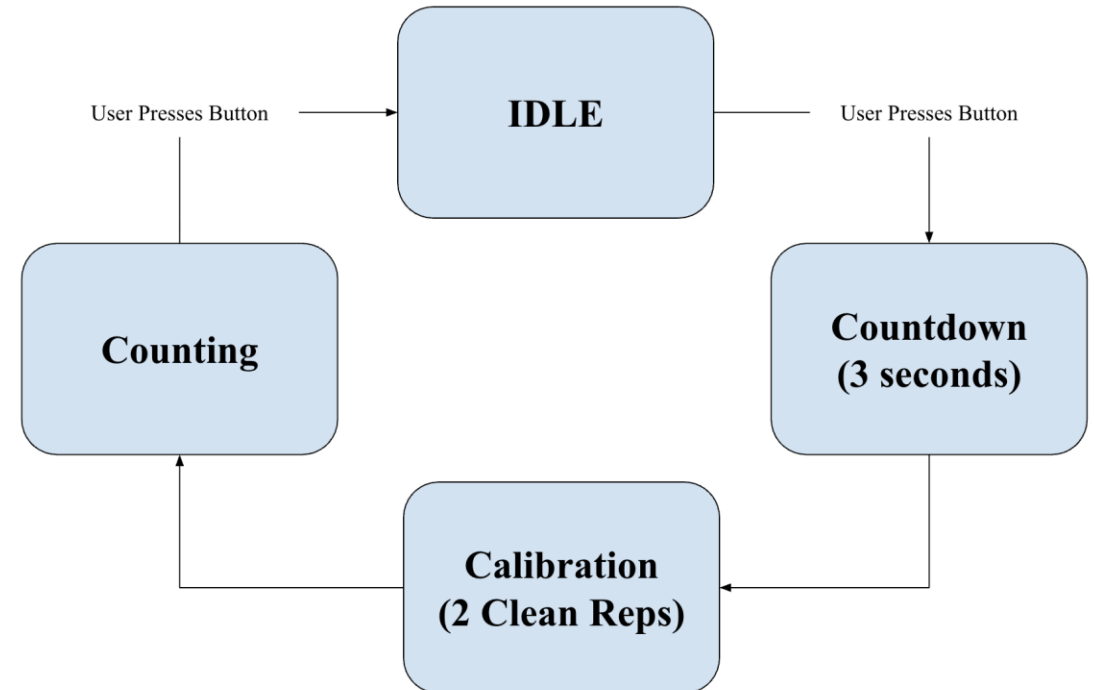 IDLE
User Presses Button
User Presses Button
Counting
Countdown
(3 seconds)
Calibration
(2 Clean Reps)